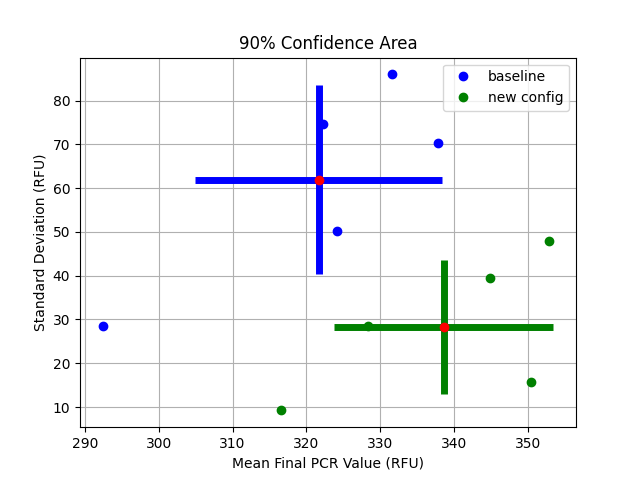 90% Confidence Area
baseline
new config
Standard Deviation (RFU)
80
70
60
50
40
30
20
10
290 300 310 320 330 340 350
Mean Final PCR Value (RFU)